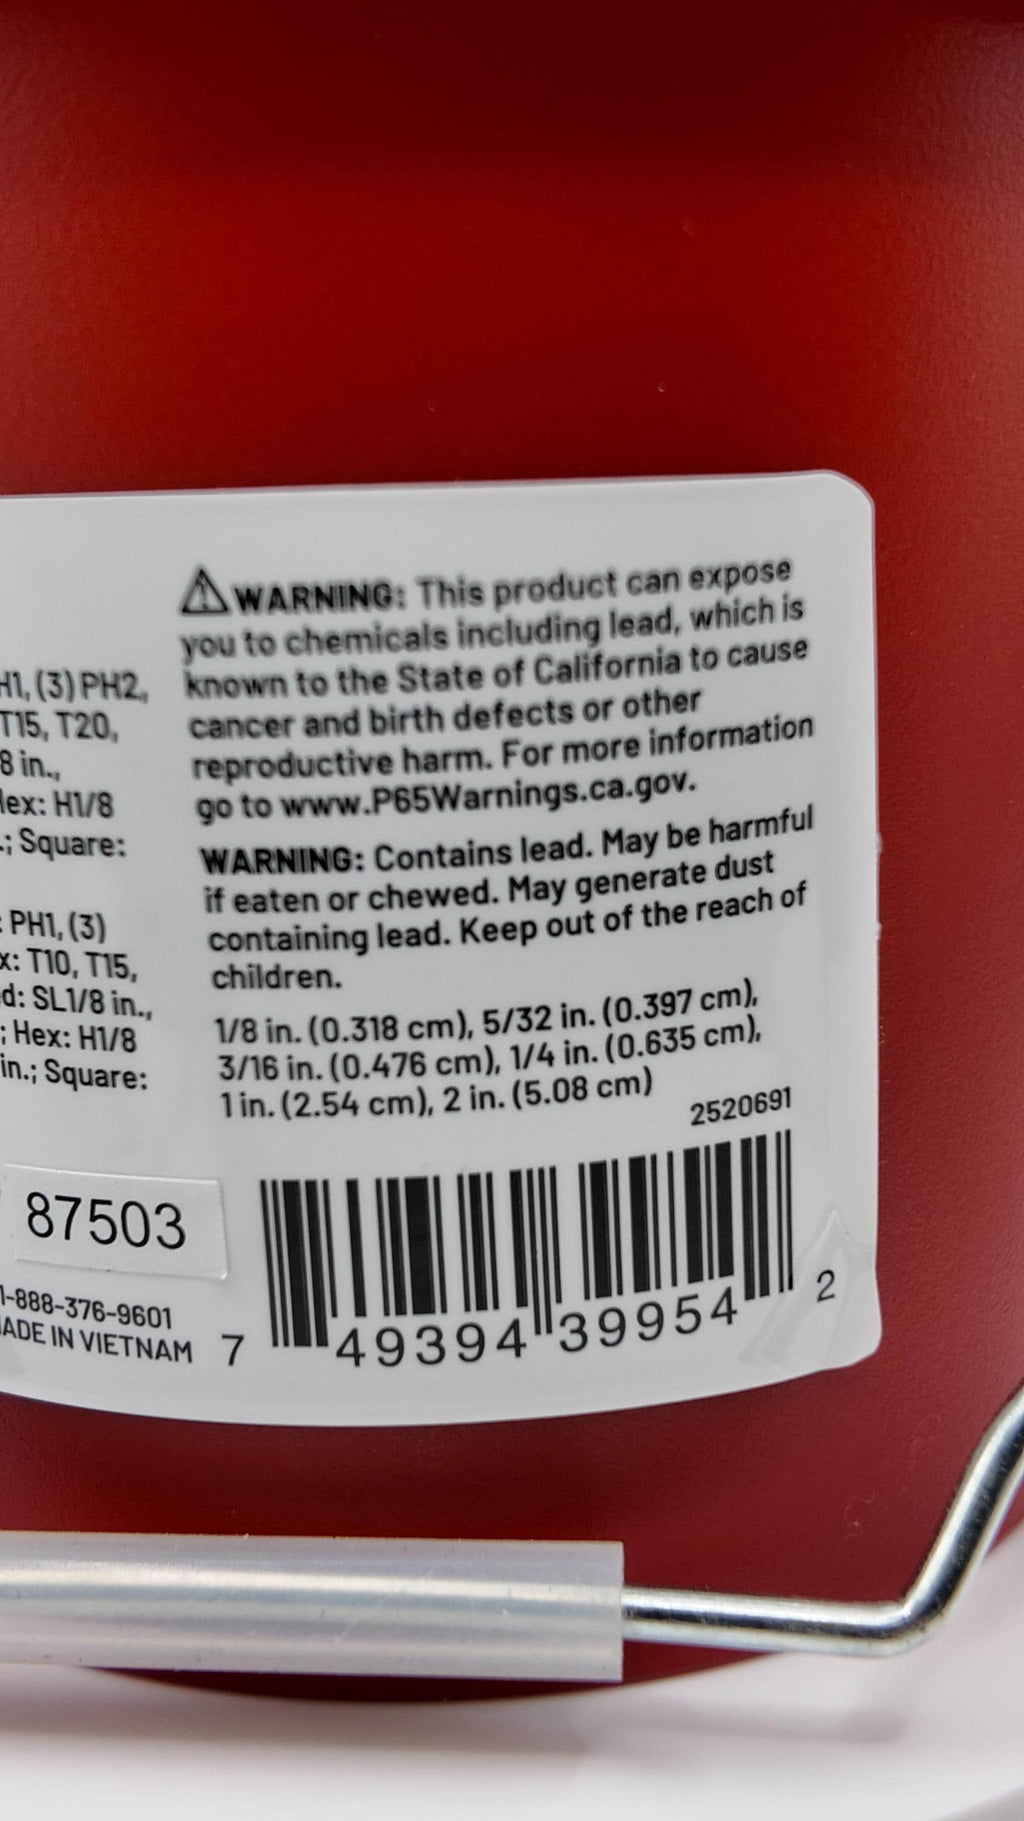 H1, (3) PH2,
T15, T20,
8 in.,
Hex: H1/8
.; Square:
: PH1, (3)
x: T10, T15,
d: SL1/8 in.,
; Hex: H1/8
in.; Square:
87503
1-888-376-9601
MADE IN VIETNAM
⚠WARNING: This product can expose
you to chemicals including lead, which is
known to the State of California to cause
cancer and birth defects or other
reproductive harm. For more information
go to www.P65Warnings.ca.gov.
WARNING: Contains lead. May be harmful
if eaten or chewed. May generate dust
containing lead. Keep out of the reach of
children.
1/8 in. (0.318 cm), 5/32 in. (0.397 cm),
3/16 in. (0.476 cm), 1/4 in. (0.635 cm),
1 in. (2.54 cm), 2 in. (5.08 cm)
2520691
7 49394 39954 2